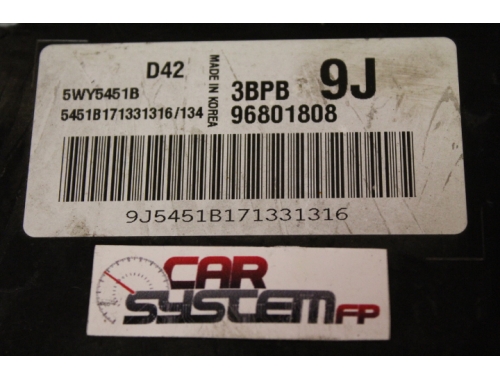 D42
5WY5451B
5451B171331316/134
MADE IN KOREA
3BPB 9J
96801808
9J5451B171331316
CAR
SYSTEM FP